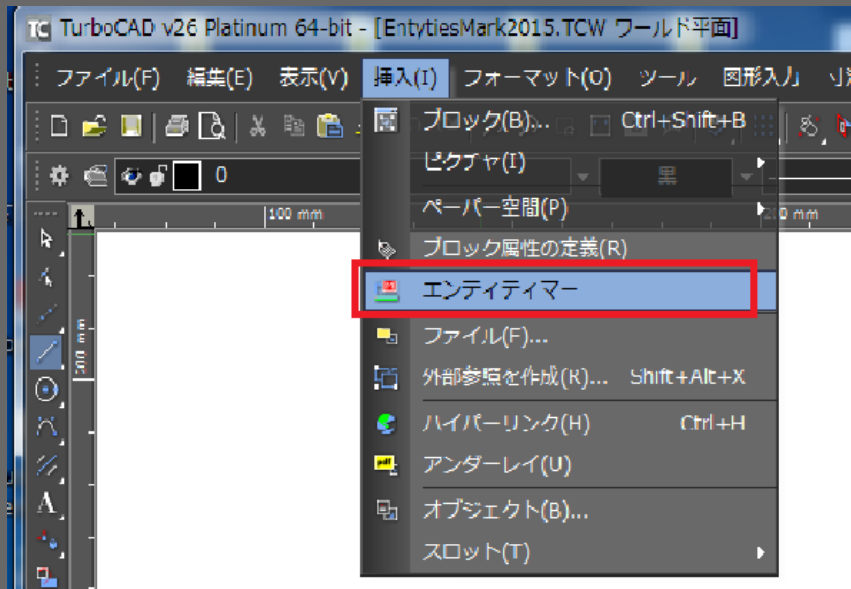 TC TurboCAD v26 Platinum 64-bit - [EntytiesMark2015.TCW ワールド平面]
ファイル(F) 編集(E) 表示(V) 挿入(I) フォーマット(O) ツール 図形入力
0
黒
100 mm
ブロック(B)... Ctrl+Shift+B
ピクチャ(I)
ペーパー空間(P)
ブロック属性の定義(R)
エンティティマー
ファイル(F)...
外部参照を作成(R)... Shift+Alt+X
ハイパーリンク(H) Ctrl+H
アンダーレイ(U)
オブジェクト(B)...
スロット(T)